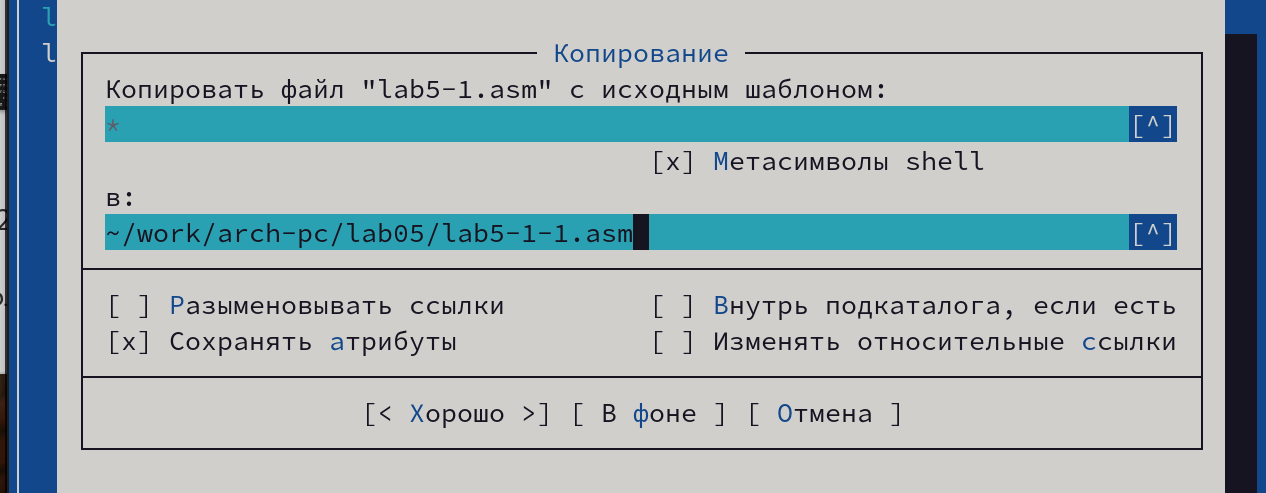 l
l
Копирование
Копировать файл "lab5-1.asm" с исходным шаблоном:
* [^]
[x] Метасимволы shell
в:
~/work/arch-pc/lab05/lab5-1-1.asm [^]
[ ] Разыменовывать ссылки [ ] Внутрь подкаталога, если есть
[x] Сохранять атрибуты [ ] Изменять относительные ссылки
[< Хорошо >] [ В фоне ] [ Отмена ]